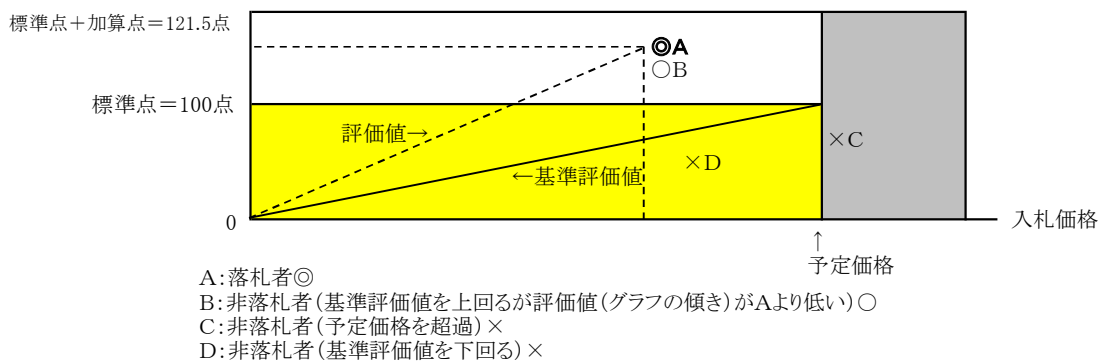 標準点＋加算点＝121.5点
◎A
○B
標準点＝100点
評価値→
×C
×D
←基準評価値
0
入札価格
↑
予定価格
A：落札者◎
B：非落札者（基準評価値を上回るが評価値（グラフの傾き）がAより低い）○
C：非落札者（予定価格を超過）×
D：非落札者（基準評価値を下回る）×